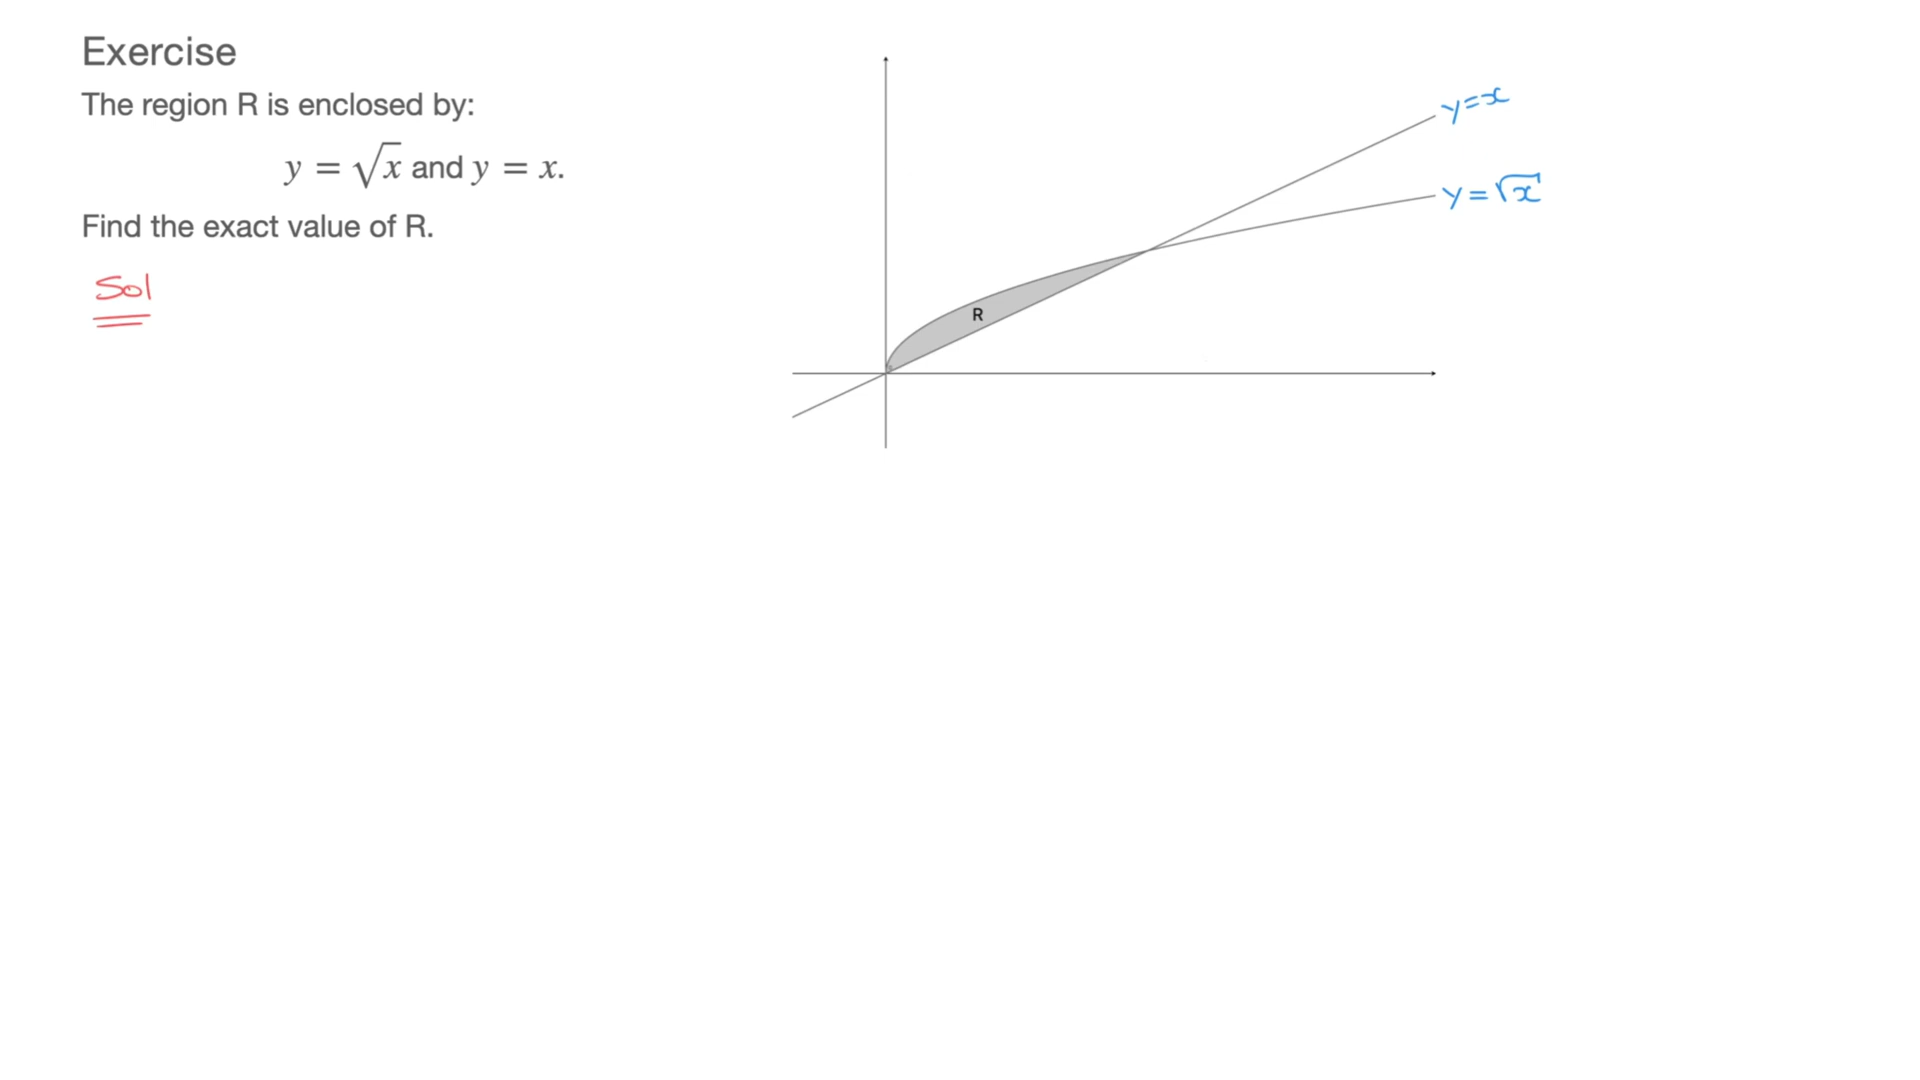 Exercise
The region R is enclosed by:
y = √x and y = x.
Find the exact value of R.
Sol
y=x
y=√x
R